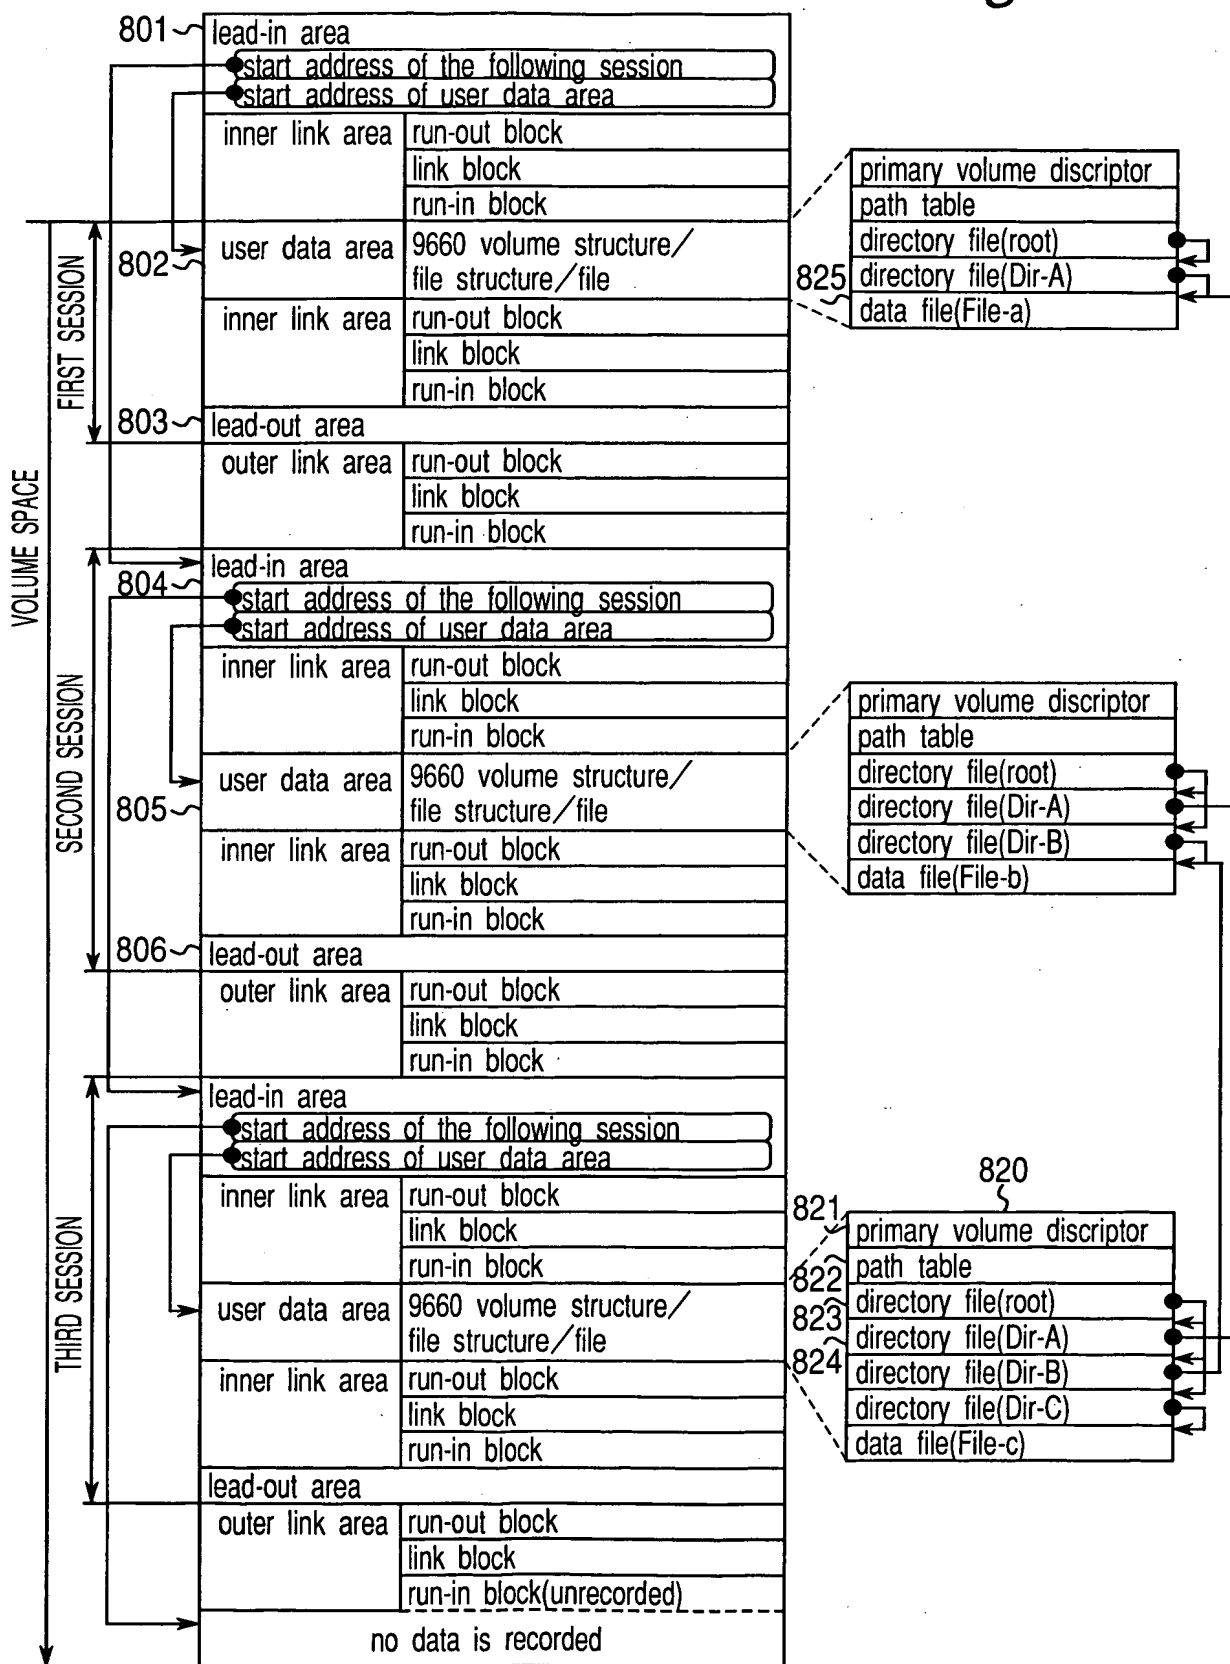 g
801
lead-in area
start address of the following session
start address of user data area
inner link area
run-out block
link block
run-in block
802
user data area
9660 volume structure/
file structure/file
inner link area
run-out block
link block
run-in block
803
lead-out area
outer link area
run-out block
link block
run-in block
lead-in area
804
start address of the following session
start address of user data area
inner link area
run-out block
link block
run-in block
user data area
9660 volume structure/
file structure/file
805
inner link area
run-out block
link block
run-in block
806
lead-out area
outer link area
run-out block
link block
run-in block
lead-in area
start address of the following session
start address of user data area
inner link area
run-out block
link block
run-in block
user data area
9660 volume structure/
file structure/file
inner link area
run-out block
link block
run-in block
lead-out area
outer link area
run-out block
link block
run-in block(unrecorded)
no data is recorded
VOLUME SPACE
FIRST SESSION
SECOND SESSION
THIRD SESSION
primary volume discriptor
path table
directory file(root)
directory file(Dir-A)
825
data file(File-a)
primary volume discriptor
path table
directory file(root)
directory file(Dir-A)
directory file(Dir-B)
data file(File-b)
820
821
primary volume discriptor
822
path table
823
directory file(root)
824
directory file(Dir-A)
directory file(Dir-B)
directory file(Dir-C)
data file(File-c)